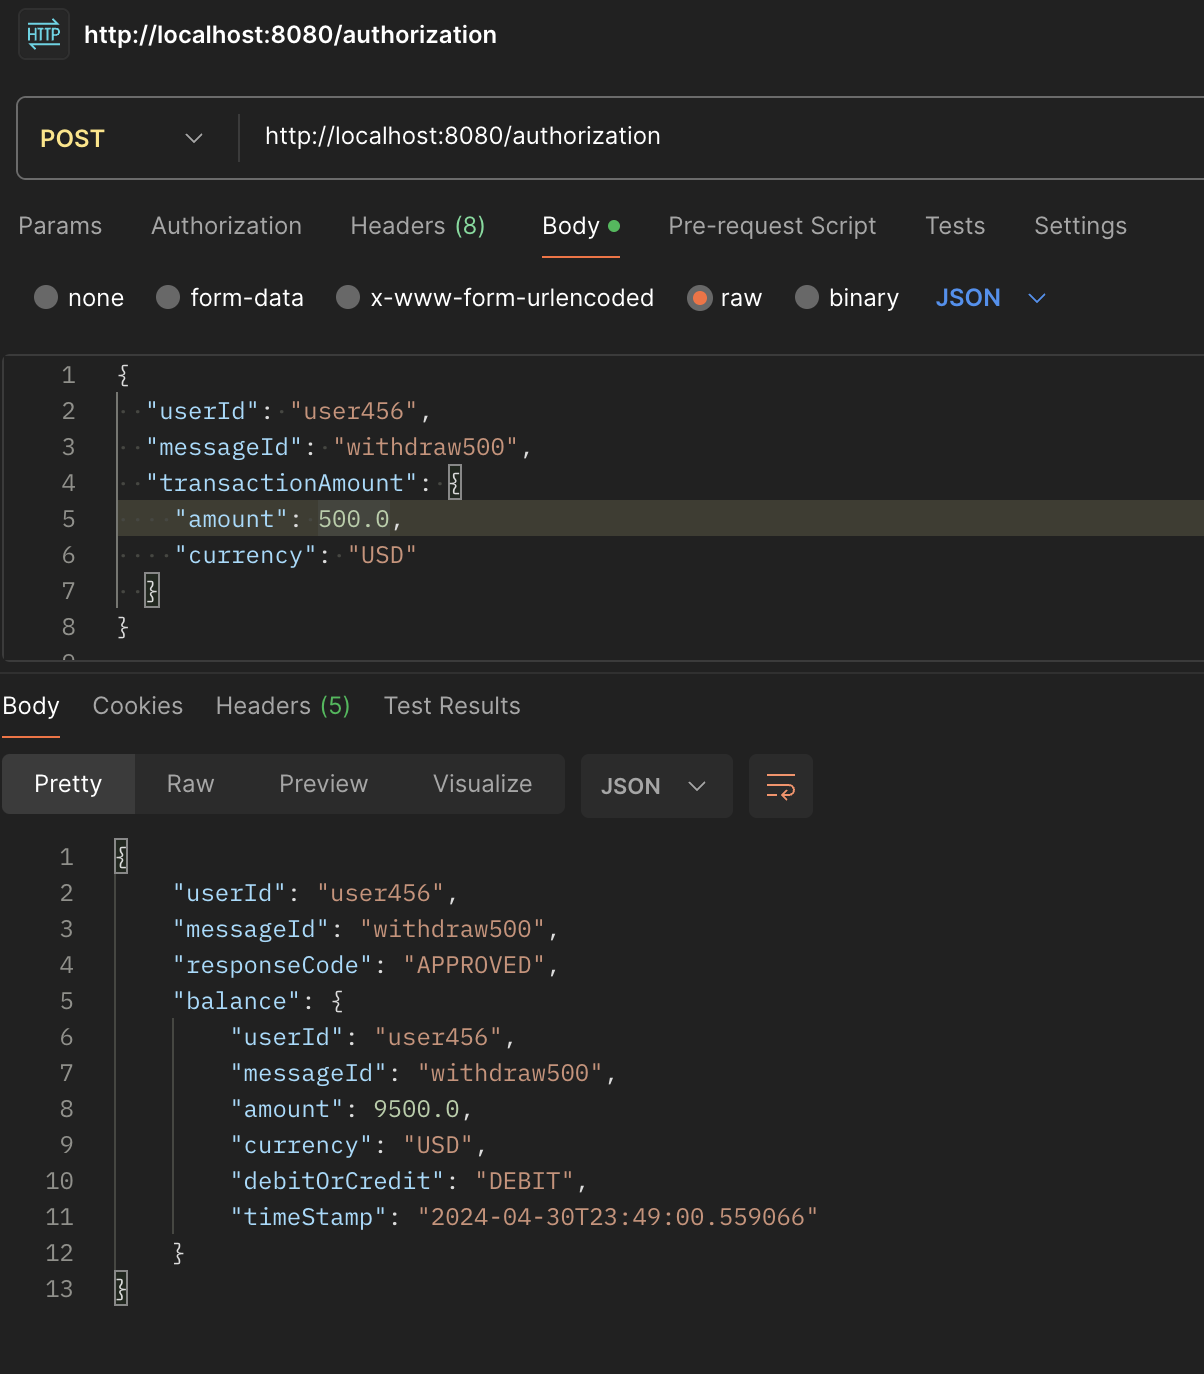 HTTP http://localhost:8080/authorization
POST http://localhost:8080/authorization
Params Authorization Headers (8) Body Pre-request Script Tests Settings
none form-data x-www-form-urlencoded raw binary JSON
1 {
2 "userId": "user456",
3 "messageId": "withdraw500",
4 "transactionAmount": {
5 "amount": 500.0,
6 "currency": "USD"
7 }
8 }
Body Cookies Headers (5) Test Results
Pretty Raw Preview Visualize JSON
1 {
2 "userId": "user456",
3 "messageId": "withdraw500",
4 "responseCode": "APPROVED",
5 "balance": {
6 "userId": "user456",
7 "messageId": "withdraw500",
8 "amount": 9500.0,
9 "currency": "USD",
10 "debitOrCredit": "DEBIT",
11 "timeStamp": "2024-04-30T23:49:00.559066"
12 }
13 }